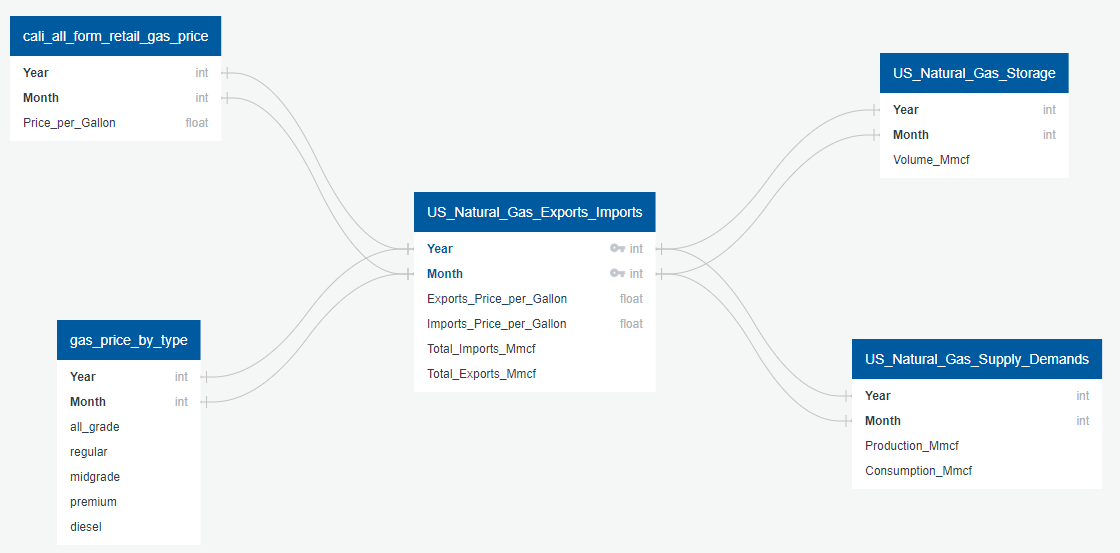 cali_all_form_retail_gas_price
Year int
Month int
Price_per_Gallon float
US_Natural_Gas_Storage
Year int
Month int
Volume_Mmcf
US_Natural_Gas_Exports_Imports
Year int
Month int
Exports_Price_per_Gallon float
Imports_Price_per_Gallon float
Total_Imports_Mmcf
Total_Exports_Mmcf
gas_price_by_type
Year int
Month int
all_grade
regular
midgrade
premium
diesel
US_Natural_Gas_Supply_Demands
Year int
Month int
Production_Mmcf
Consumption_Mmcf